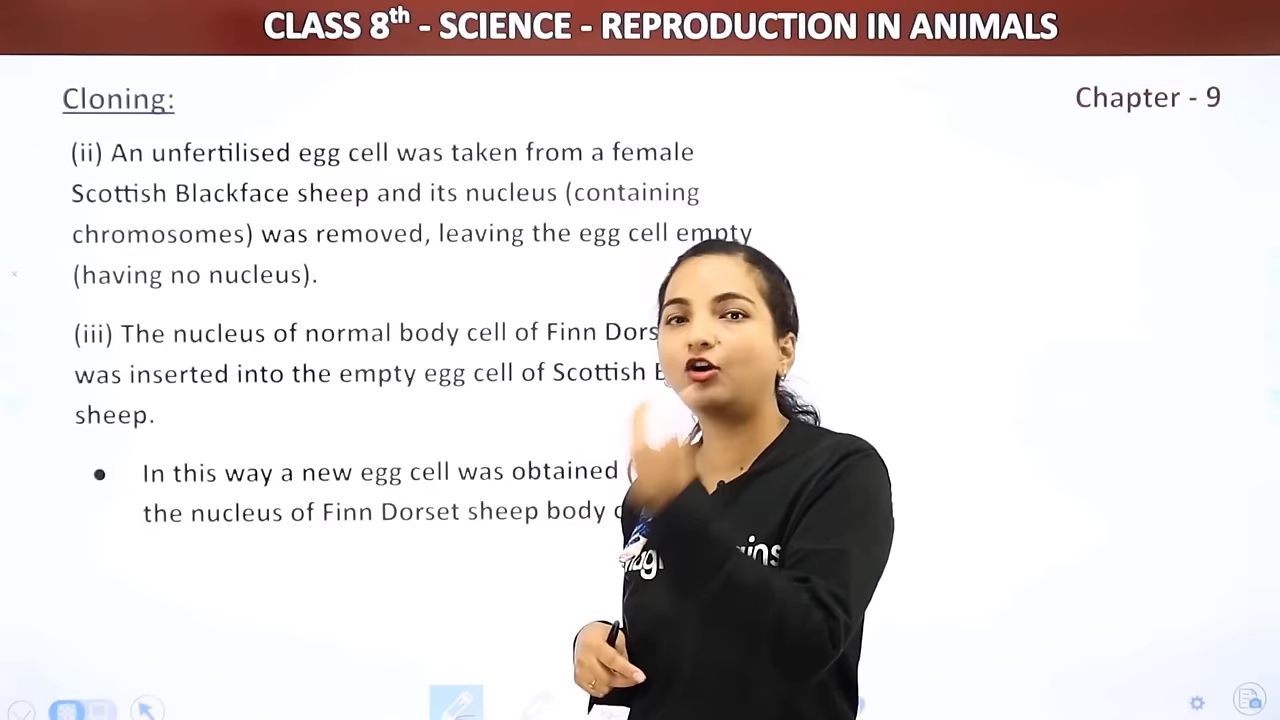 CLASS 8th - SCIENCE - REPRODUCTION IN ANIMALS
Cloning:
Chapter - 9
(ii) An unfertilised egg cell was taken from a female
Scottish Blackface sheep and its nucleus (containing
chromosomes) was removed, leaving the egg cell empty
(having no nucleus).
(iii) The nucleus of normal body cell of Finn
was inserted into the empty egg cell of Scottish
sheep.
● In this way a new egg cell was obtained
the nucleus of Finn Dorset sheep body